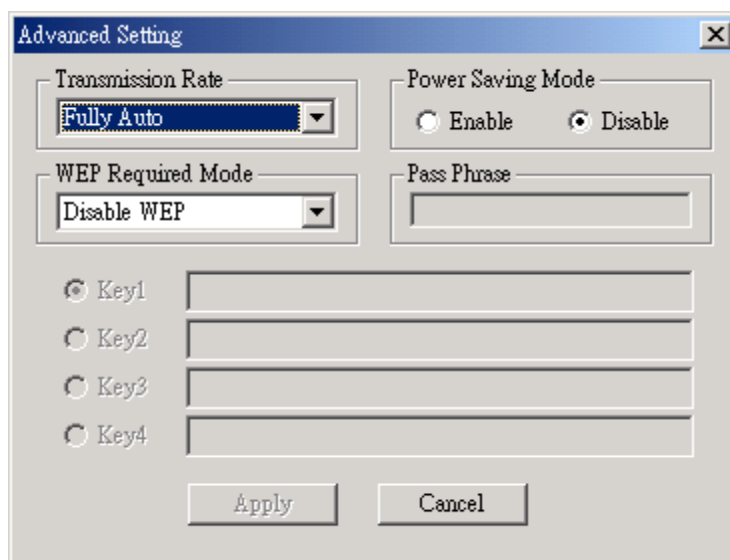 Advanced Setting
Transmission Rate
Fully Auto
Power Saving Mode
Enable Disable
WEP Required Mode
Disable WEP
Pass Phrase
Key1
Key2
Key3
Key4
Apply Cancel